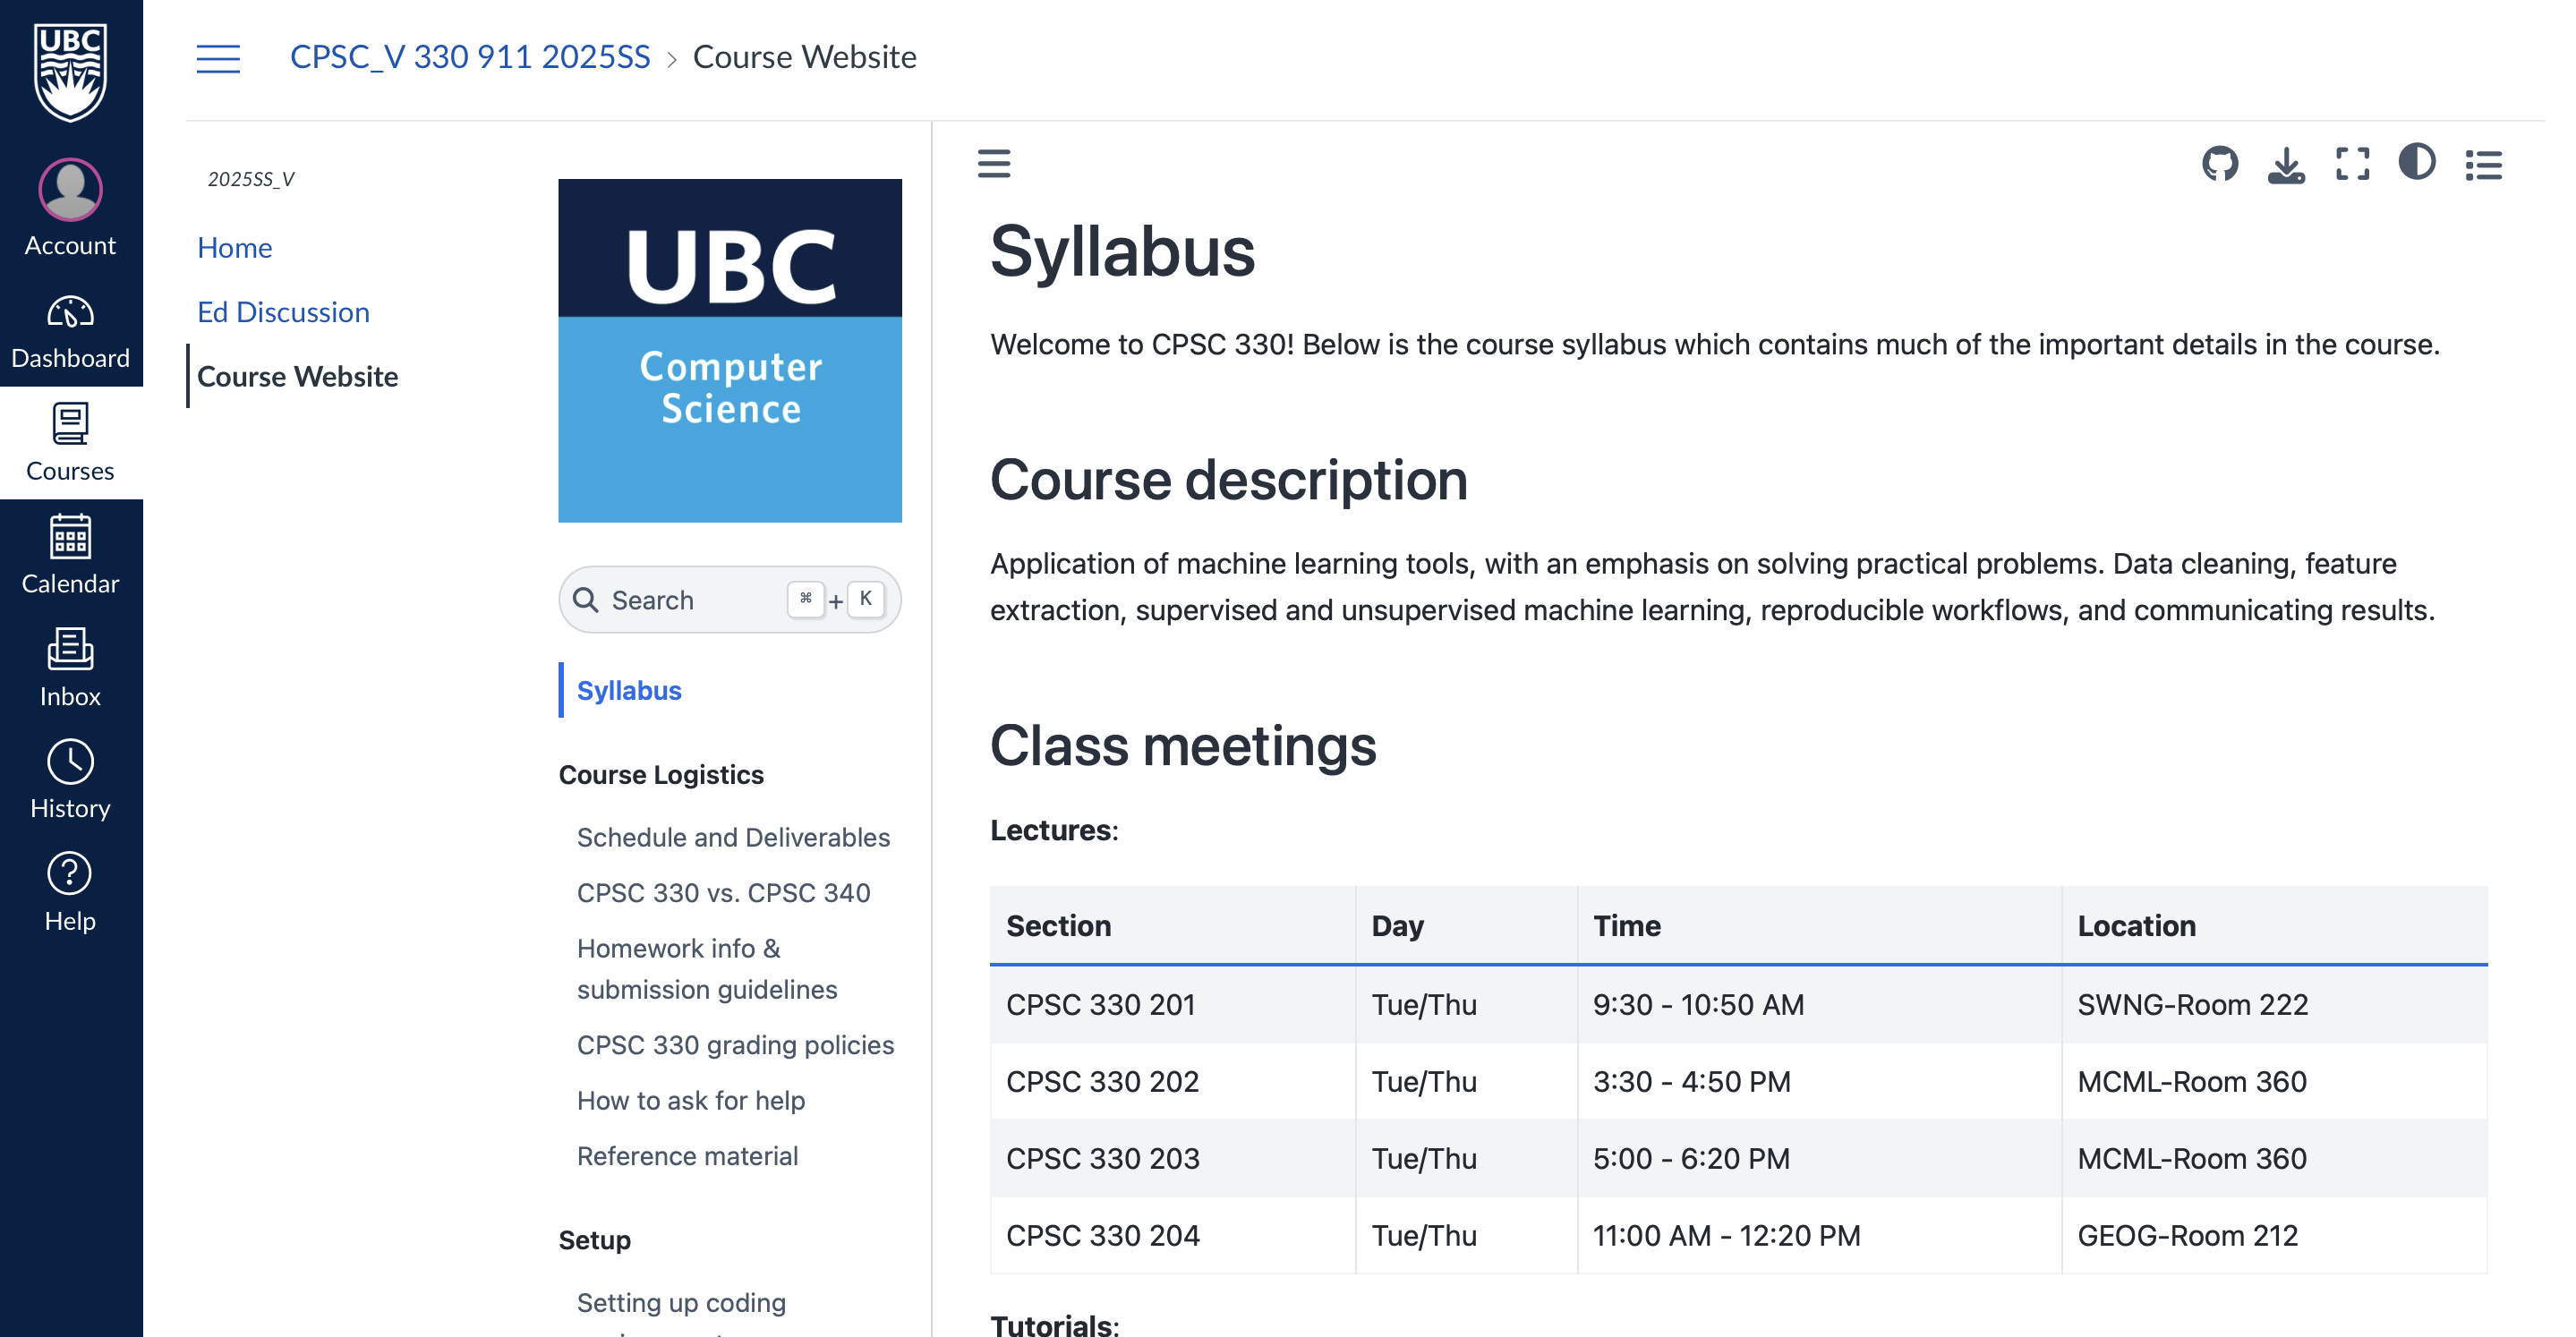 UBC
Account
Dashboard
Courses
Calendar
Inbox
History
Help
CPSC_V 330 911 2025SS > Course Website
2025SS_V
Home
Ed Discussion
Course Website
UBC
Computer
Science
Search ⌘ + K
Syllabus
Course Logistics
Schedule and Deliverables
CPSC 330 vs. CPSC 340
Homework info &
submission guidelines
CPSC 330 grading policies
How to ask for help
Reference material
Setup
Setting up coding
Syllabus
Welcome to CPSC 330! Below is the course syllabus which contains much of the important details in the course.
Course description
Application of machine learning tools, with an emphasis on solving practical problems. Data cleaning, feature
extraction, supervised and unsupervised machine learning, reproducible workflows, and communicating results.
Class meetings
Lectures:
Section Day Time Location
CPSC 330 201 Tue/Thu 9:30 - 10:50 AM SWNG-Room 222
CPSC 330 202 Tue/Thu 3:30 - 4:50 PM MCML-Room 360
CPSC 330 203 Tue/Thu 5:00 - 6:20 PM MCML-Room 360
CPSC 330 204 Tue/Thu 11:00 AM - 12:20 PM GEOG-Room 212
Tutorials: